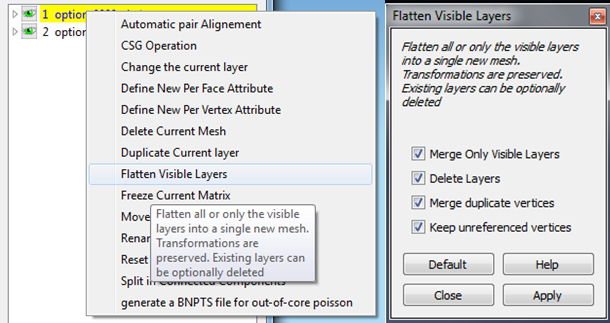 1 option
2 option
Automatic pair Alignement
CSG Operation
Change the current layer
Define New Per Face Attribute
Define New Per Vertex Attribute
Delete Current Mesh
Duplicate Current layer
Flatten Visible Layers
Freeze Current Matrix
Move
Renam
Reset
Split in Connected Components
generate a BNPTS file for out-of-core poisson
Flatten all or only the visible
layers into a single new mesh.
Transformations are
preserved. Existing layers can
be optionally deleted
Flatten Visible Layers
Flatten all or only the visible layers
into a single new mesh.
Transformations are preserved.
Existing layers can be optionally
deleted
Merge Only Visible Layers
Delete Layers
Merge duplicate vertices
Keep unreferenced vertices
Default
Help
Close
Apply